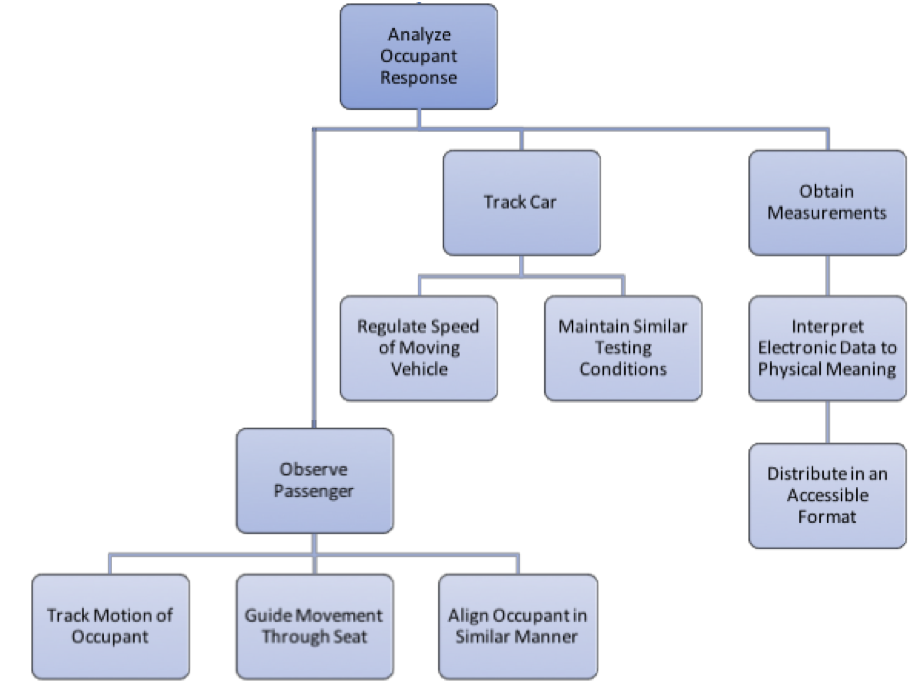 Analyze
Occupant
Response
Track Car
Obtain
Measurements
Regulate Speed
of Moving
Vehicle
Maintain Similar
Testing
Conditions
Interpret
Electronic Data to
Physical Meaning
Observe
Passenger
Distribute in an
Accessible
Format
Track Motion of
Occupant
Guide Movement
Through Seat
Align Occupant in
Similar Manner